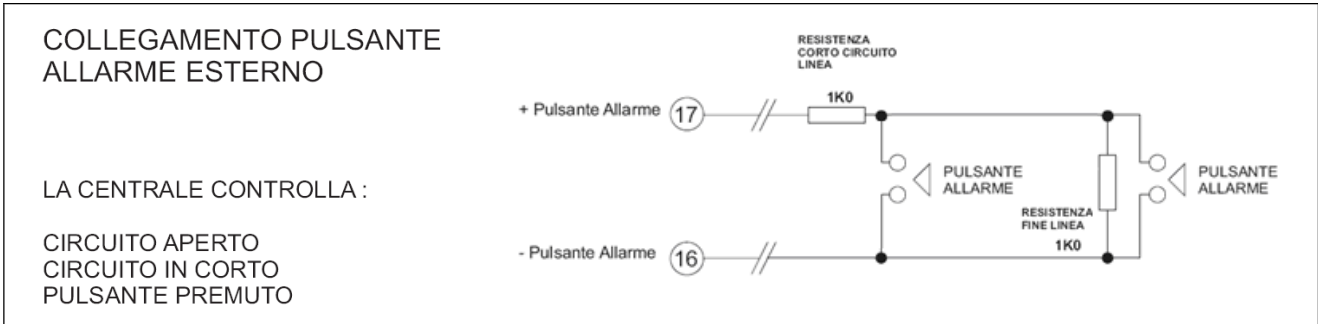 COLLEGAMENTO PULSANTE
ALLARME ESTERNO
RESISTENZA
CORTO CIRCUITO
LINEA
1K0
+ Pulsante Allarme 17
LA CENTRALE CONTROLLA :
PULSANTE
ALLARME
PULSANTE
ALLARME
RESISTENZA
FINE LINEA
1K0
- Pulsante Allarme 16
CIRCUITO APERTO
CIRCUITO IN CORTO
PULSANTE PREMUTO